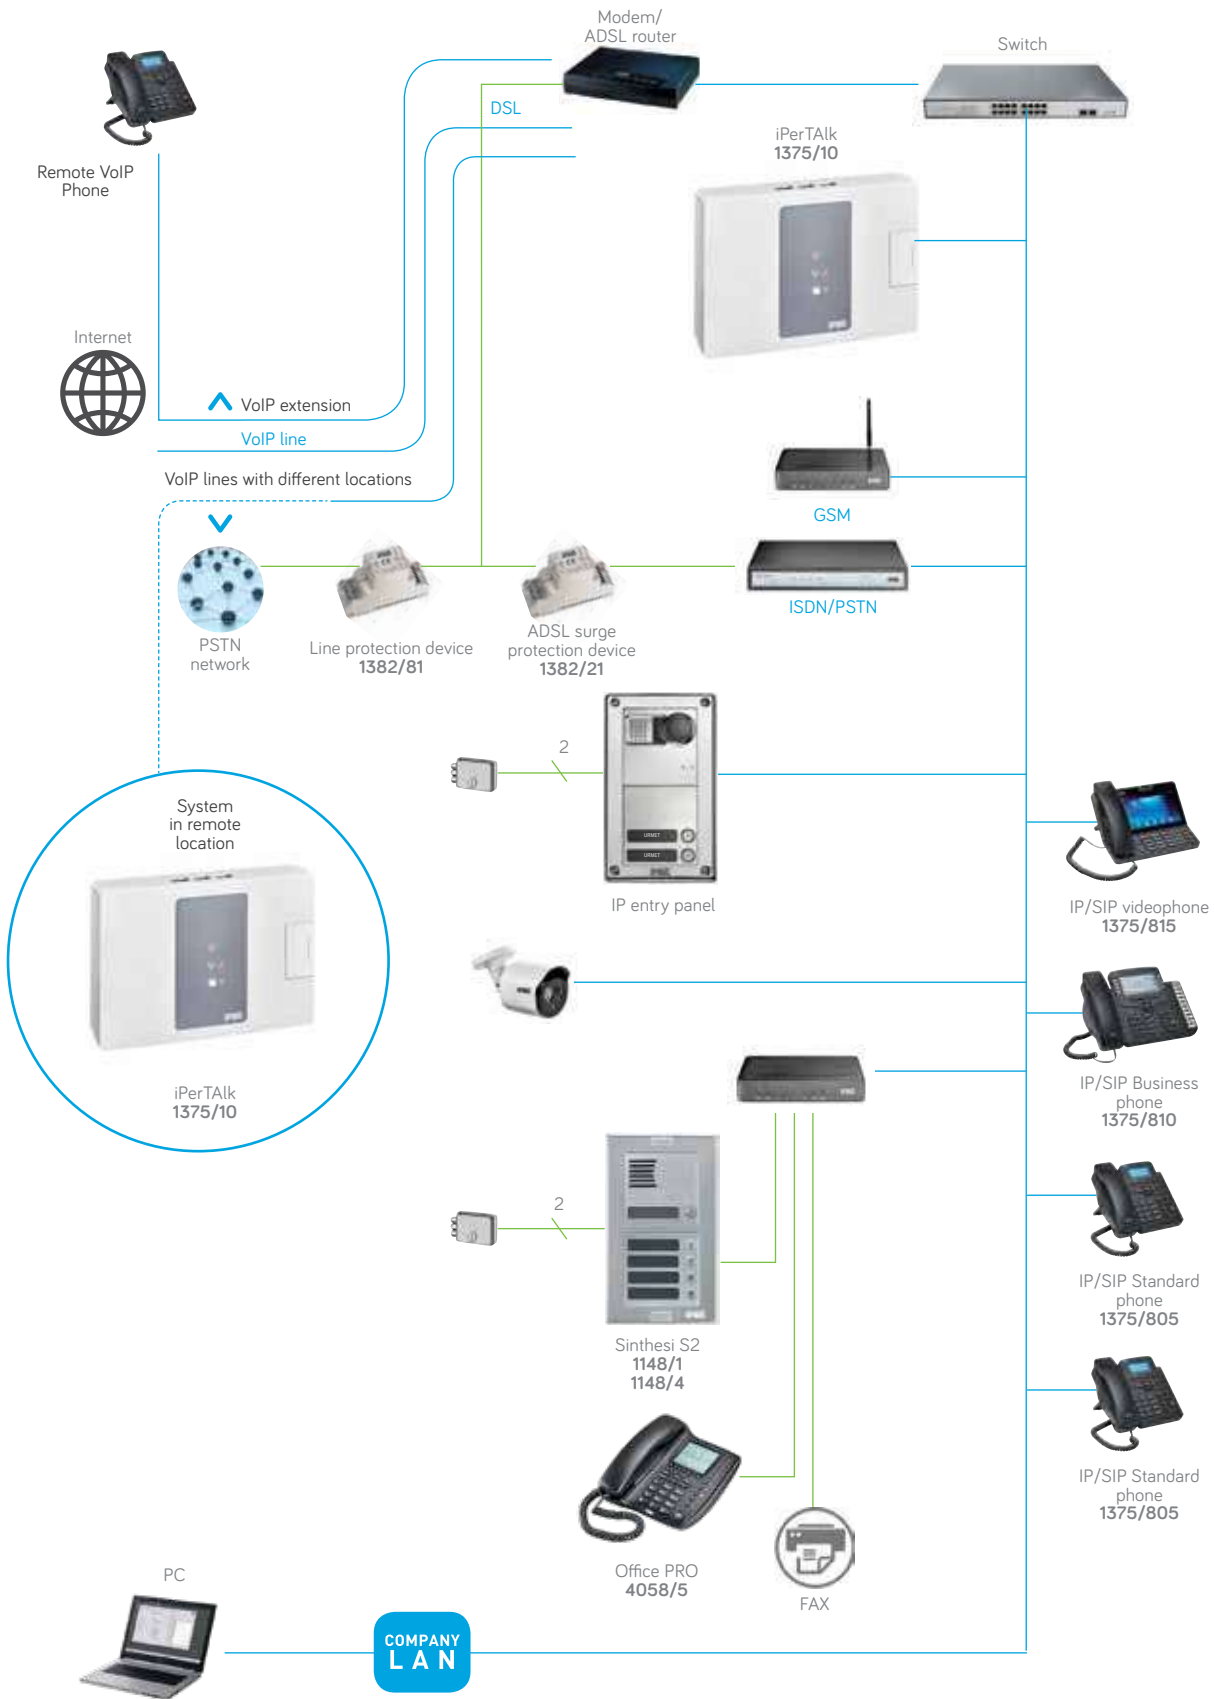 Modem/
ADSL router
Switch
DSL
iPerTAlk
1375/10
Remote VoIP
Phone
Internet
VoIP extension
VoIP line
VoIP lines with different locations
GSM
ISDN/PSTN
PSTN
network
Line protection device
1382/81
ADSL surge
protection device
1382/21
2
URMET
URMET
IP entry panel
System
in remote
location
iPerTAlk
1375/10
IP/SIP videophone
1375/815
IP/SIP Business
phone
1375/810
2
Sinthesi S2
1148/1
1148/4
IP/SIP Standard
phone
1375/805
IP/SIP Standard
phone
1375/805
Office PRO
4058/5
FAX
PC
COMPANY
LAN